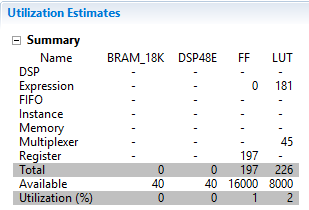 Utilization Estimates
Summary
Name BRAM_18K DSP48E FF LUT
DSP - - - -
Expression - - 0 181
FIFO - - - -
Instance - - - -
Memory - - - -
Multiplexer - - - 45
Register - - 197 -
Total 0 0 197 226
Available 40 40 16000 8000
Utilization (%) 0 0 1 2